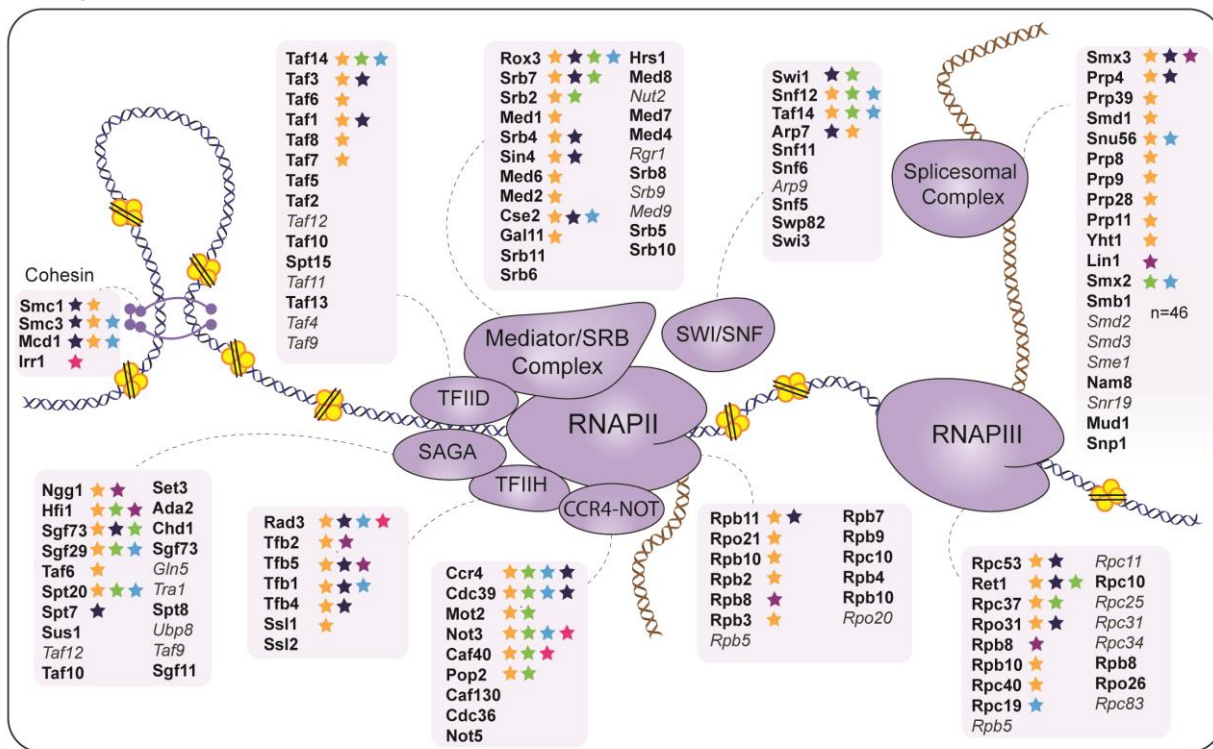 Cohesin
Smc1
Smc3
Mcd1
Irr1
Taf14
Taf3
Taf6
Taf1
Taf8
Taf7
Taf5
Taf2
Taf12
Taf10
Spt15
Taf11
Taf13
Taf4
Taf9
Rox3 Hrs1
Srb7 Med8
Srb2 Nut2
Med1 Med7
Srb4 Med4
Sin4 Rgr1
Med6 Srb8
Med2 Srb9
Cse2 Med9
Gal11 Srb5
Srb11 Srb10
Srb6
Swi1
Snf12
Taf14
Arp7
Snf11
Snf6
Arp9
Snf5
Swp82
Swi3
Smx3
Prp4
Prp39
Smd1
Snu56
Prp8
Prp9
Prp28
Prp11
Yht1
Lin1
Smx2
Smb1
n=46
Smd2
Smd3
Sme1
Nam8
Snr19
Mud1
Snp1
Splicesomal
Complex
Mediator/SRB
Complex
SWI/SNF
TFIID
RNAPII
SAGA
TFIIH
CCR4-NOT
RNAPIII
Ngg1 Set3
Hfi1 Ada2
Sgf73 Chd1
Sgf29 Sgf73
Taf6 Gln5
Spt20 Tra1
Spt7 Spt8
Sus1 Ubp8
Taf12 Taf9
Taf10 Sgf11
Rad3
Tfb2
Tfb5
Tfb1
Tfb4
Ssl1
Ssl2
Ccr4
Cdc39
Mot2
Not3
Caf40
Pop2
Caf130
Cdc36
Not5
Rpb11 Rpb7
Rpo21 Rpb9
Rpb10 Rpc10
Rpb2 Rpb4
Rpb8 Rpb10
Rpb3 Rpo20
Rpb5
Rpc53 Rpc11
Ret1 Rpc10
Rpc37 Rpc25
Rpo31 Rpc31
Rpb8 Rpc34
Rpb10 Rpb8
Rpc40 Rpo26
Rpc19 Rpc83
Rpb5